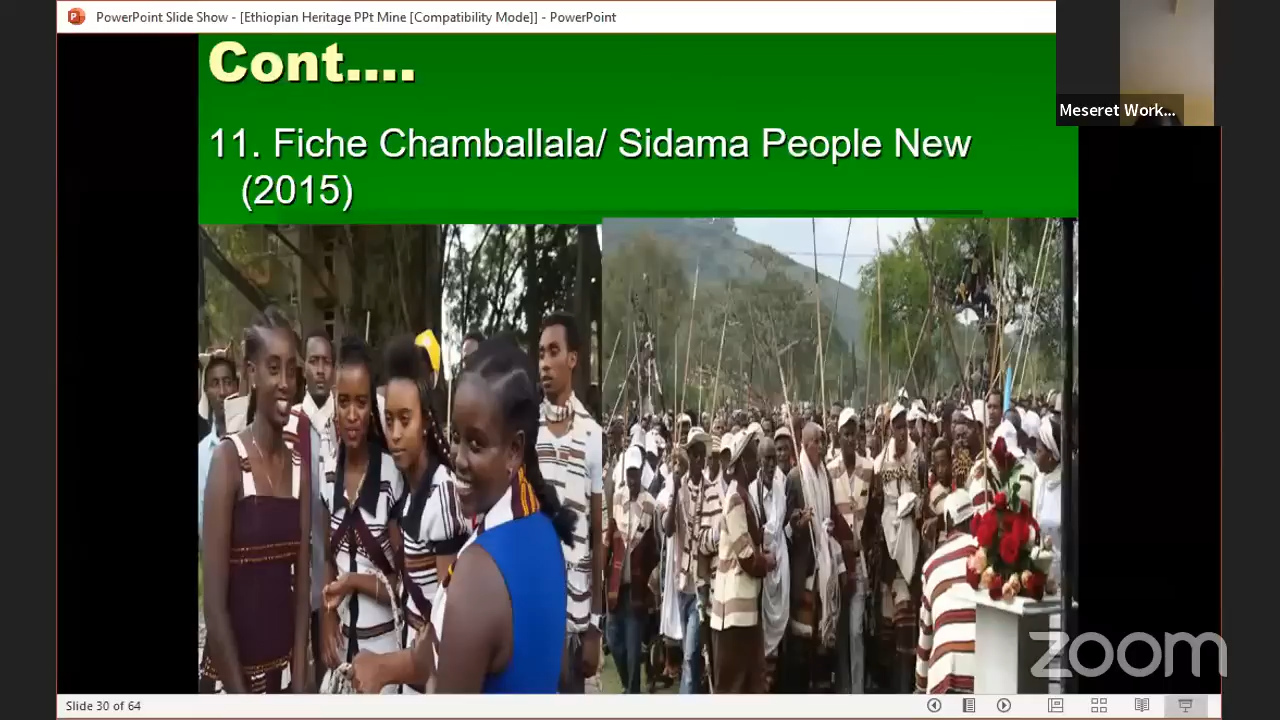 PowerPoint Slide Show - [Ethiopian Heritage PPt Mine [Compatibility Mode]] - PowerPoint
Cont....
Meseret Work...
11. Fiche Chamballala/ Sidama People New
(2015)
zoom
Slide 30 of 64